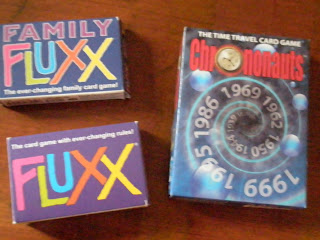 FAMILY
FLUXX
The ever-changing family card game!
The card game with ever-changing rules!
FLUXX
THE TIME TRAVEL CARD GAME
Chrononauts
1986
1969
1962
1950
1999